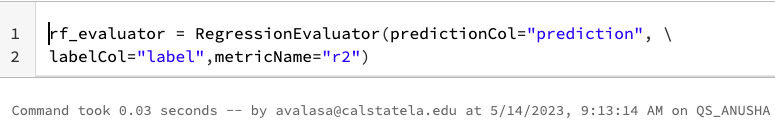 1 rf_evaluator = RegressionEvaluator(predictionCol="prediction", \
2 labelCol="label",metricName="r2")
Command took 0.03 seconds -- by avalasa@calstatela.edu at 5/14/2023, 9:13:14 AM on QS_ANUSHA